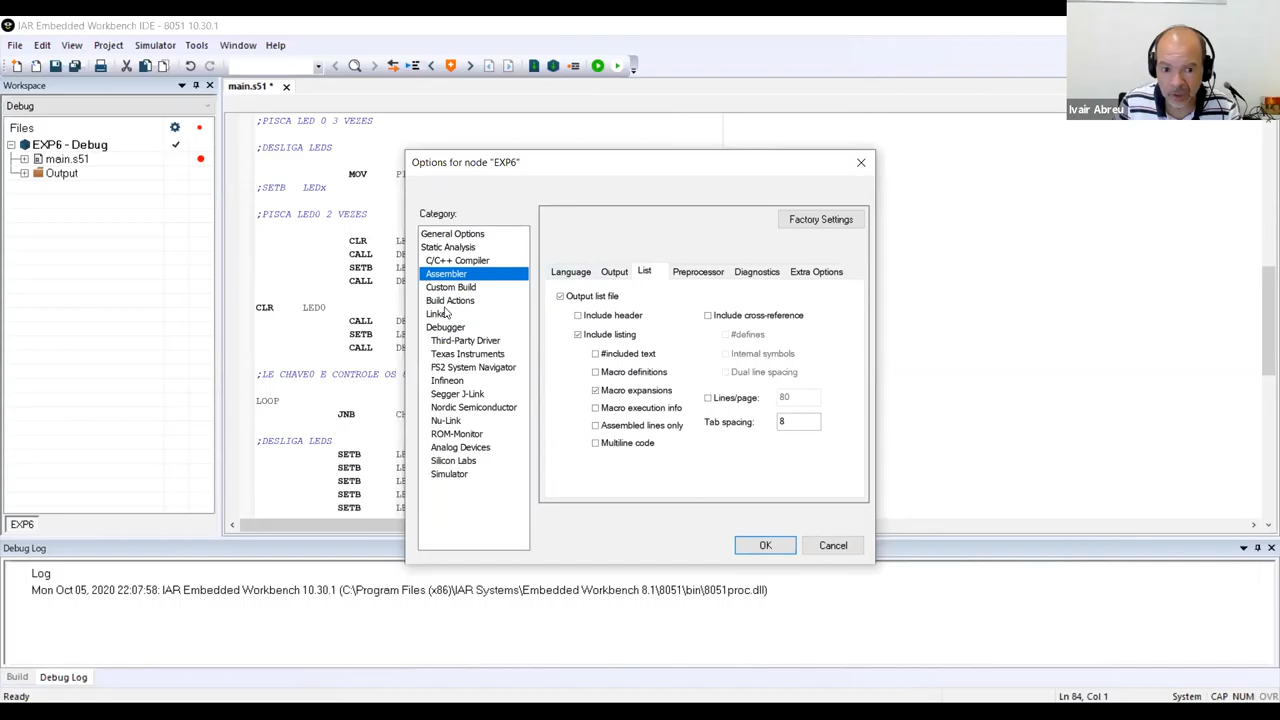 IAR Embedded Workbench IDE - 8051 10.30.1
File Edit View Project Simulator Tools Window Help
Workspace
main.s51 *
Debug
Files
EXP6 - Debug
main.s51
Output
EXP6
;PISCA LED 0 3 VEZES
;DESLIGA LEDS
MOV
;SETB LEDx
;PISCA LED0 2 VEZES
CLR
CALL
SETB
CALL
CLR LED0
CALL
SETB
CALL
;LE CHAVE0 E CONTROLE OS
LOOP
JNB
;DESLIGA LEDS
SETB
SETB
SETB
SETB
SETB
Options for node "EXP6"
Category:
General Options
Static Analysis
C/C++ Compiler
Assembler
Custom Build
Build Actions
Debugger
Third-Party Driver
Texas Instruments
FS2 System Navigator
Infineon
Segger J-Link
Nordic Semiconductor
Nu-Link
ROM-Monitor
Analog Devices
Silicon Labs
Simulator
Factory Settings
Language Output List Preprocessor Diagnostics Extra Options
Output list file
Include header
Include listing
#included text
Macro definitions
Macro expansions
Macro execution info
Assembled lines only
Multiline code
Include cross-reference
#defines
Internal symbols
Dual line spacing
Lines/page: 80
Tab spacing: 8
OK Cancel
Ivair Abreu
Debug Log
Log
Mon Oct 05, 2020 22:07:58: IAR Embedded Workbench 10.30.1 (C:\Program Files (x86)\IAR Systems\Embedded Workbench 8.1\8051\bin\8051proc.dll)
Build Debug Log
Ready
Ln 84, Col 1 System CAP NUM OVR